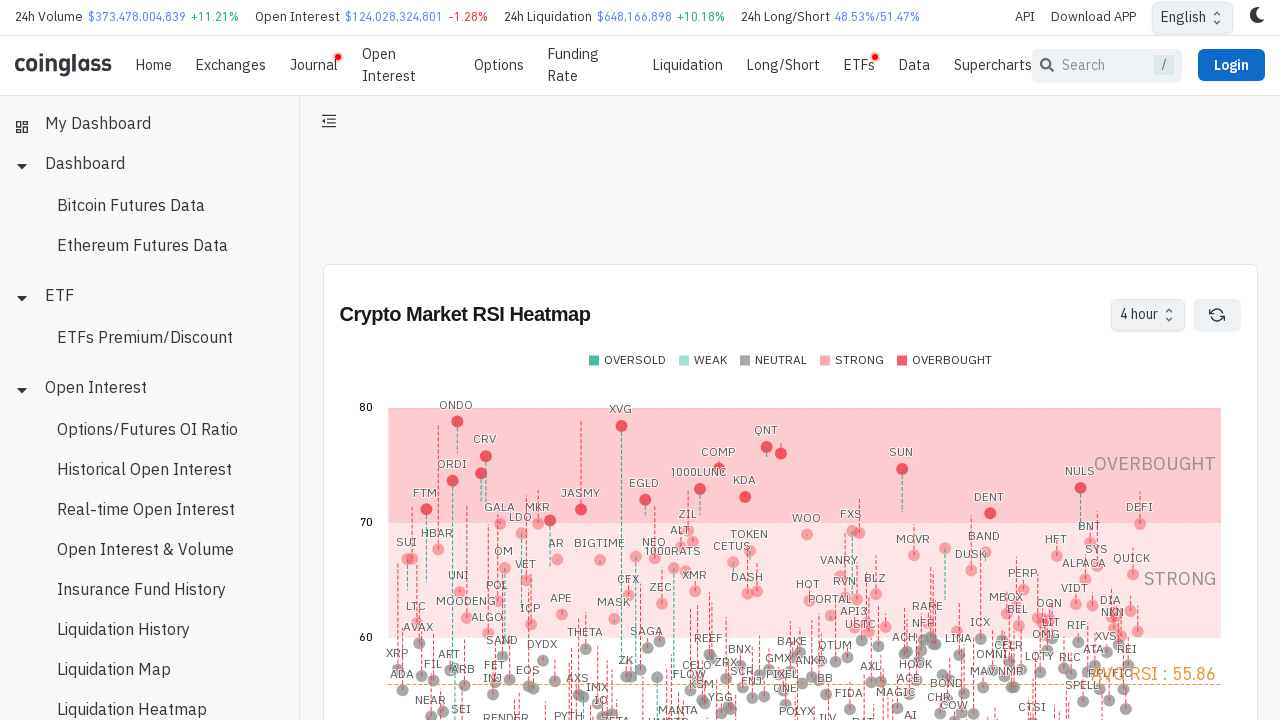 24h Volume $373,478,004,839 +11.21% Open Interest $124,028,324,801 -1.28% 24h Liquidation $648,166,898 +10.18% 24h Long/Short 48.53%/51.47% API Download APP English
coinglass Home Exchanges Journal Open Interest Options Funding Rate Liquidation Long/Short ETFs Data Supercharts Search / Login
My Dashboard
Dashboard
Bitcoin Futures Data
Ethereum Futures Data
ETF
ETFs Premium/Discount
Open Interest
Options/Futures OI Ratio
Historical Open Interest
Real-time Open Interest
Open Interest & Volume
Insurance Fund History
Liquidation History
Liquidation Map
Liquidation Heatmap
Crypto Market RSI Heatmap 4 hour
OVERSOLD WEAK NEUTRAL STRONG OVERBOUGHT
80
ONDO XVG
QNT
CRV
COMP SUN
ORDI 1000LUNC NULS OVERBOUGHT
EGLD KDA
FTM JASMY DENT
GALA MKR DEFI
LDO ZIL WOO FXS
70
HBAR ALT TOKEN BAND BNT
SUI AR BIGTIME NEO CETUS MOVR HFT
OM 1000RATS DUSK SYS
VET VANRY ALPACA QUICK
UNI CFX XMR DASH RVN BLZ PERP STRONG
POL ZEC HOT VIDT
MOODENG APE MASK PORTAL MBOX DIA
LTC ICP API3 RARE BEL OGN NKN
ALGO USTC NFP ICX LIT RIF
60
AVAX SAND THETA SAGA REEF BAKE ACH LINA OMG XVS
XRP DYDX BNX QTUM CELR ATA REI
FIL ART ZK ZRX GMX ANKR OMNI LQTY RLC
ADA ARB FET EOS CELO SCR PIXEL AXL HOOK MAV NMR
INJ AXS FLOW FNT BB ACE BOND SPELL
AVG RSI : 55.86
NEAR IMX KSM ONE FIDA MAGIC CHR
SEI IO YGG COW CTSI
RENDER PYTH MANTA POLYX AI